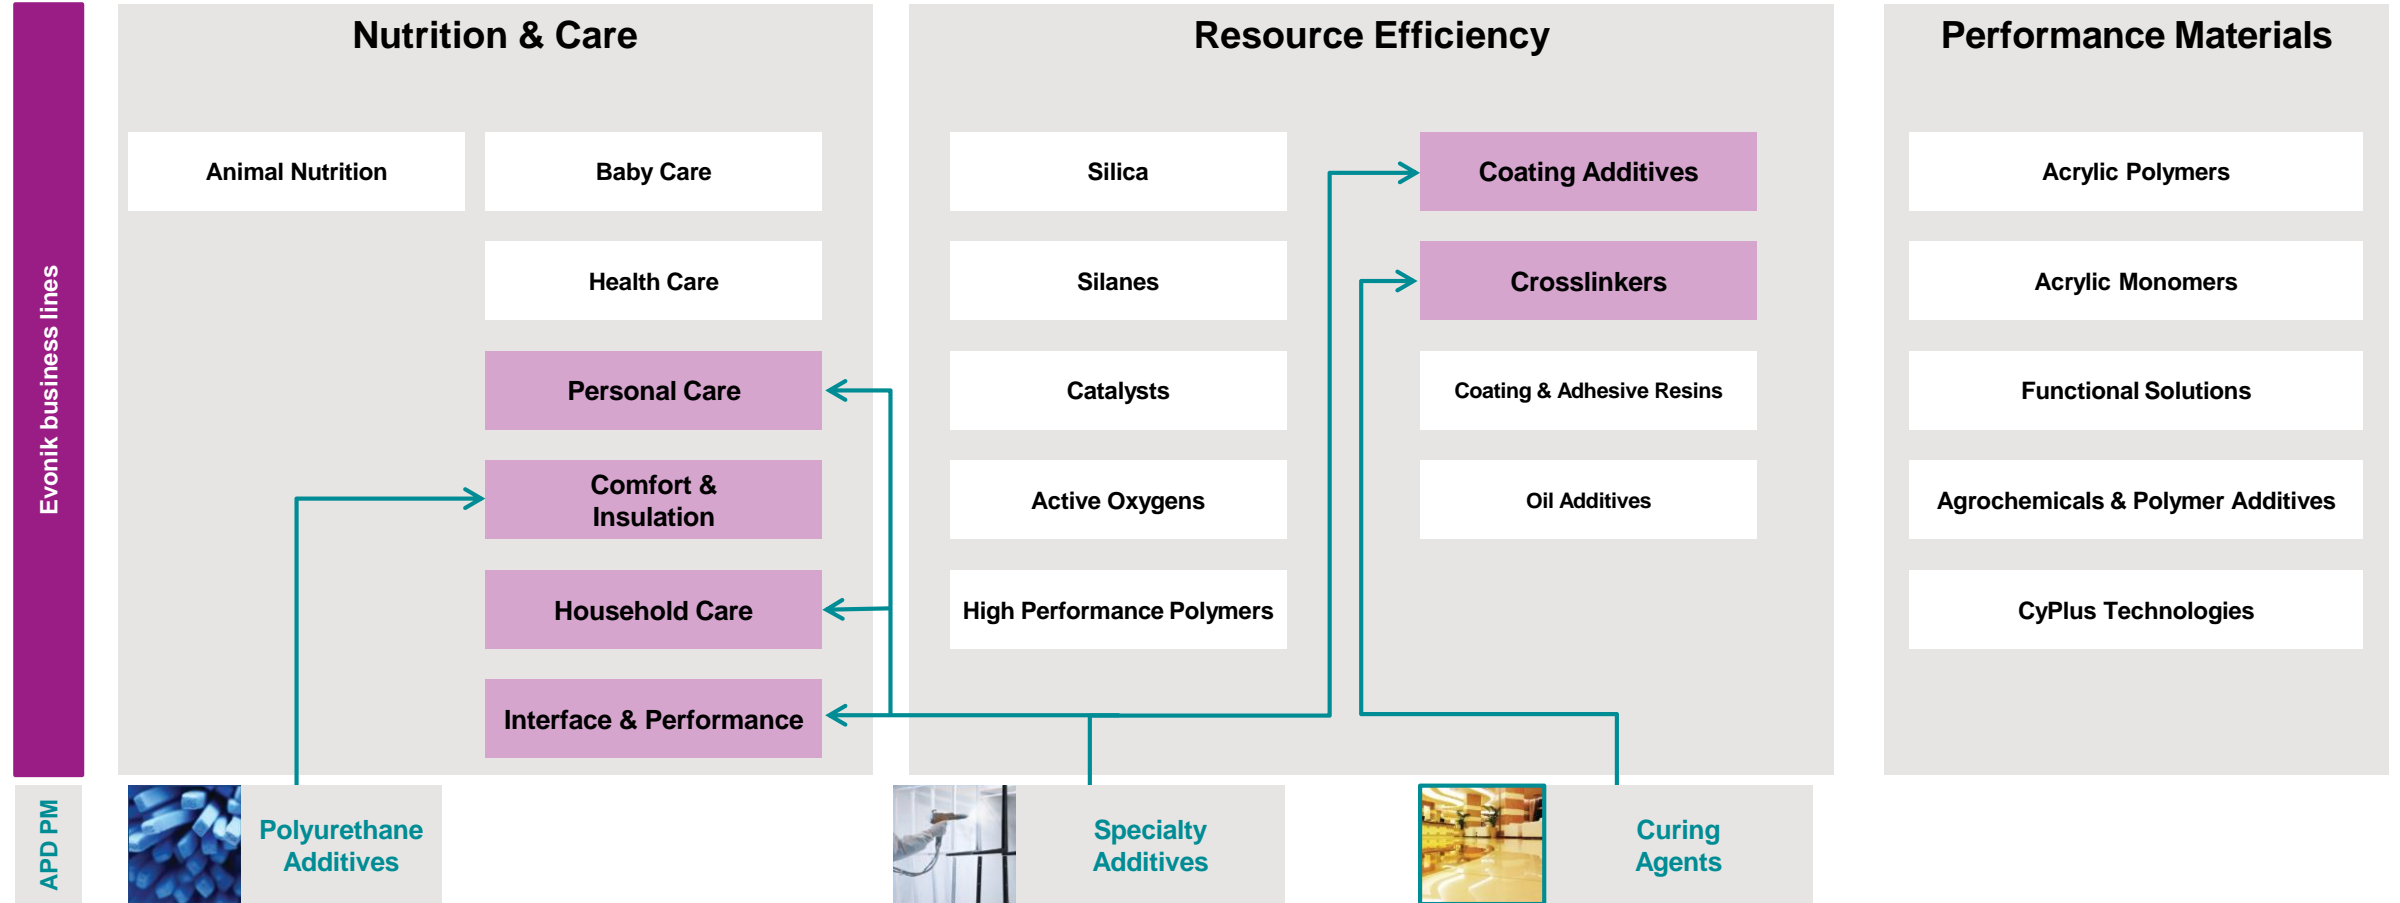 Nutrition & Care
Resource Efficiency
Performance Materials
Evonik business lines
Animal Nutrition
Baby Care
Health Care
Personal Care
Comfort &
Insulation
Household Care
Interface & Performance
Silica
Silanes
Catalysts
Active Oxygens
High Performance Polymers
Coating Additives
Crosslinkers
Coating & Adhesive Resins
Oil Additives
Acrylic Polymers
Acrylic Monomers
Functional Solutions
Agrochemicals & Polymer Additives
CyPlus Technologies
APD PM
Polyurethane
Additives
Specialty
Additives
Curing
Agents